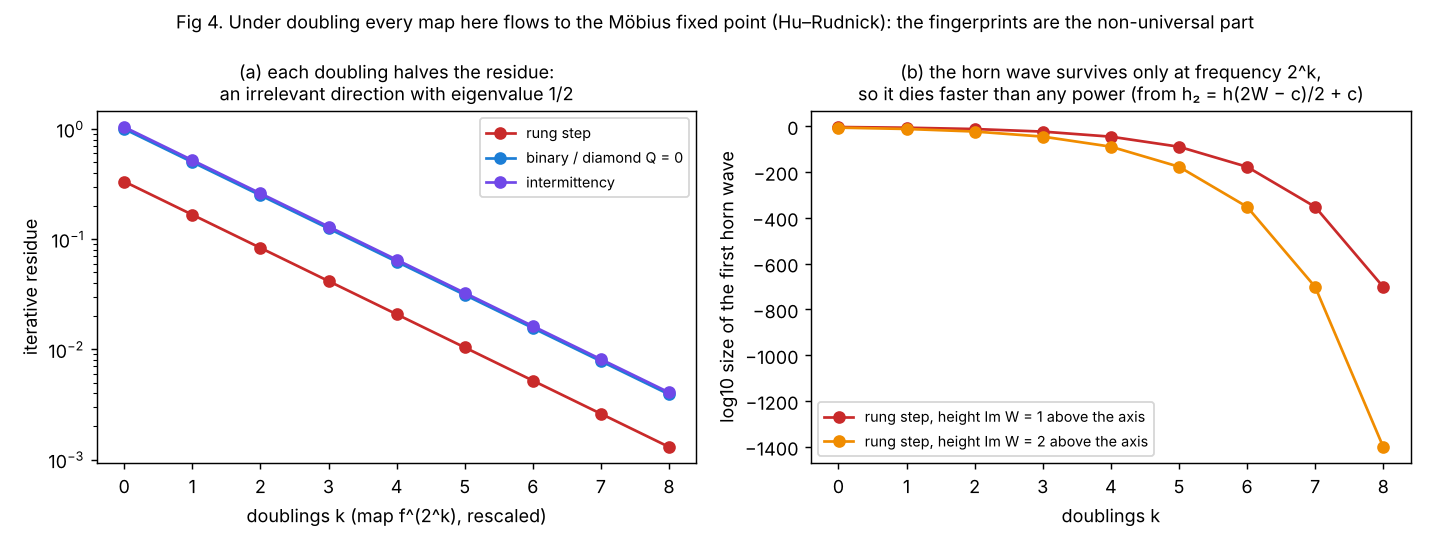 Fig 4. Under doubling every map here flows to the Möbius fixed point (Hu–Rudnick): the fingerprints are the non-universal part
(a) each doubling halves the residue:
an irrelevant direction with eigenvalue 1/2
iterative residue
10⁰
10⁻¹
10⁻²
10⁻³
rung step
binary / diamond Q = 0
intermittency
0 1 2 3 4 5 6 7 8
doublings k (map f^(2^k), rescaled)
(b) the horn wave survives only at frequency 2^k,
so it dies faster than any power (from h₂ = h(2W − c)/2 + c)
log10 size of the first horn wave
0
−200
−400
−600
−800
−1000
−1200
−1400
rung step, height Im W = 1 above the axis
rung step, height Im W = 2 above the axis
0 1 2 3 4 5 6 7 8
doublings k